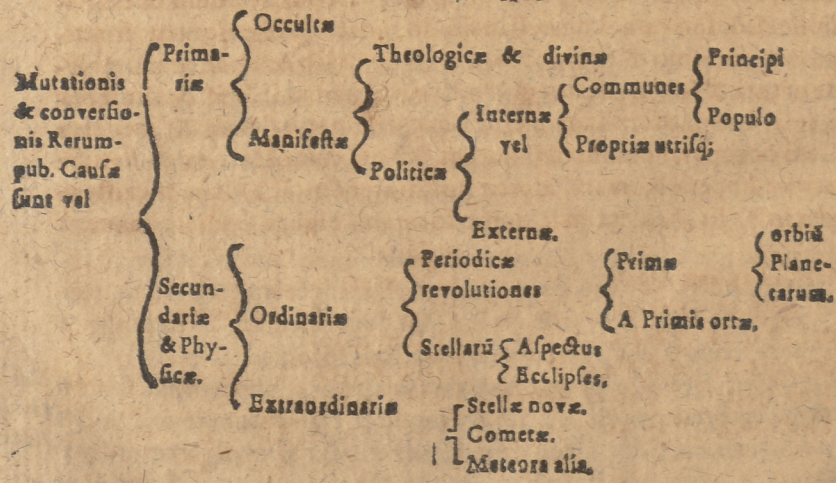 Mutationis
& conversio-
nis Rerum-
pub. Causæ
sunt vel
Prima-
riæ
Occultæ
Manifestæ
Theologicæ & divinæ
Politicæ
Internæ
vel
Communes
Principi
Populo
Propriæ utrisq;
Externæ.
Secun-
dariæ
& Phy-
sicæ.
Ordinariæ
Periodicæ
revolutiones
Primæ
orbiū
Plane-
tarum.
A Primis ortæ.
Stellarū
Aspectus
Ecclipses.
Extraordinariæ
Stellæ novæ.
Cometæ.
Meteora alia.